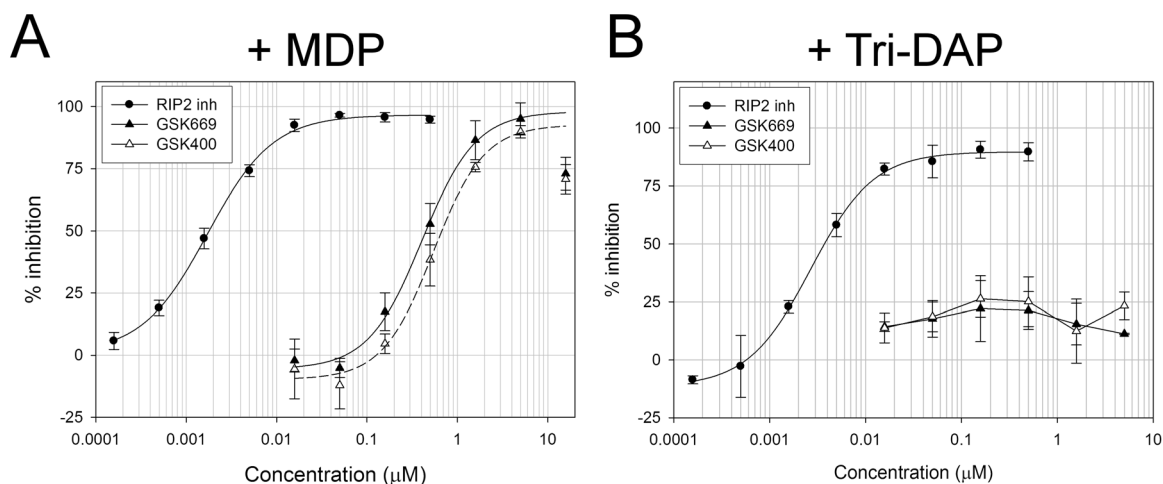 A
+ MDP
RIP2 inh
GSK669
GSK400
100
75
50
25
0
-25
% inhibition
0.0001 0.001 0.01 0.1 1 10
Concentration (μM)
B
+ Tri-DAP
RIP2 inh
GSK669
GSK400
100
75
50
25
0
-25
% inhibition
0.0001 0.001 0.01 0.1 1 10
Concentration (μM)